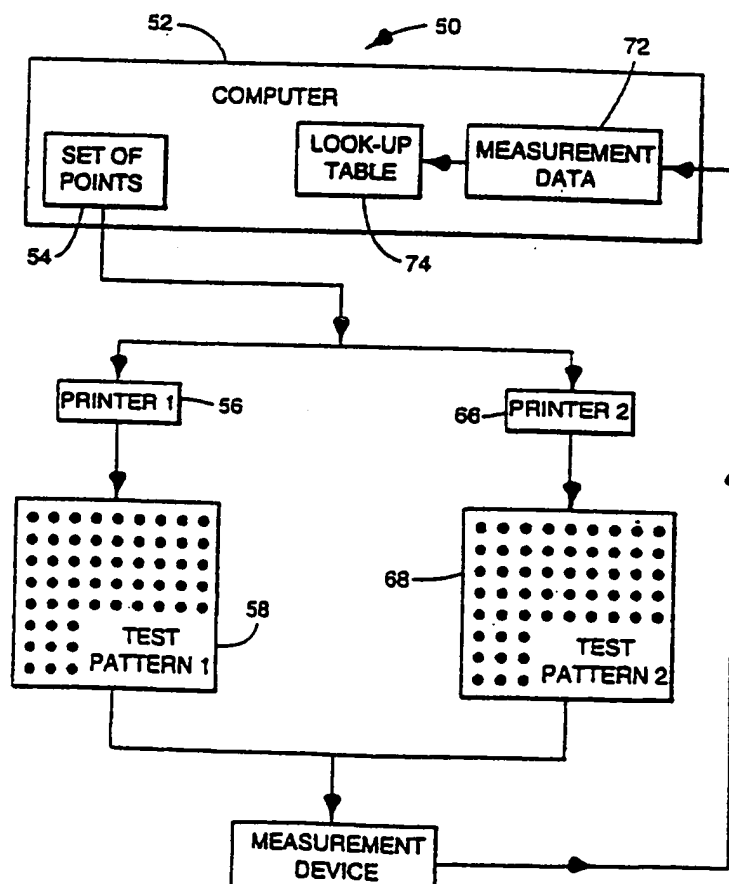 52
50
72
COMPUTER
SET OF
POINTS
LOOK-UP
TABLE
MEASUREMENT
DATA
54
74
PRINTER 1
56
66
PRINTER 2
68
58
TEST
PATTERN 1
TEST
PATTERN 2
MEASUREMENT
DEVICE